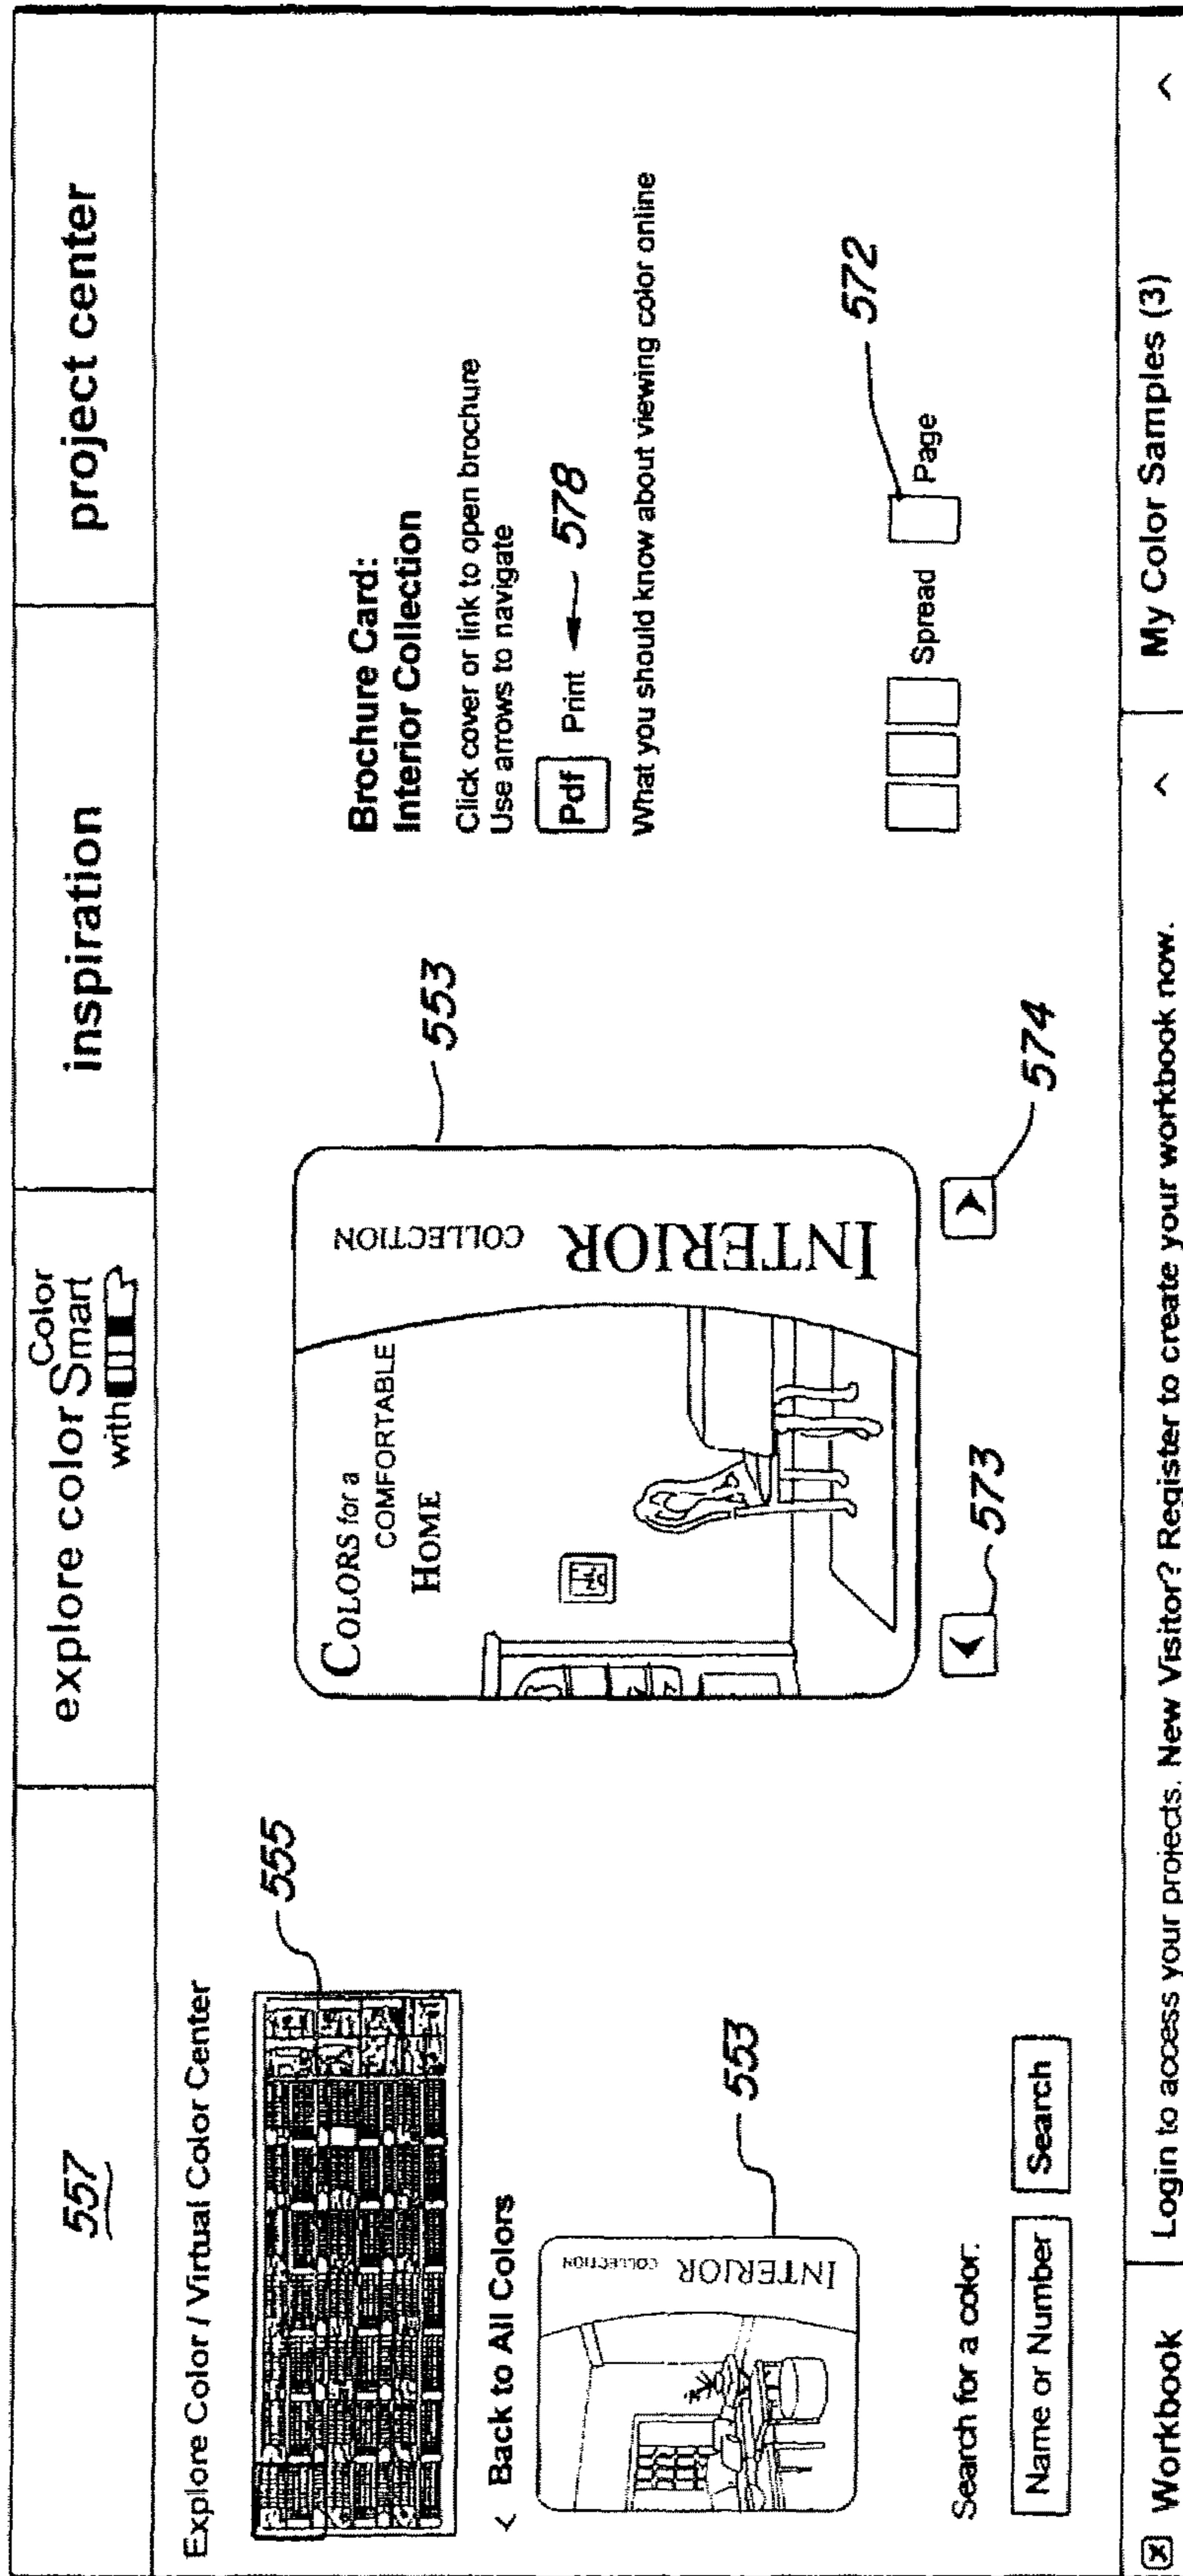 557
explore color
Color
Smart
with
inspiration
project center
Explore Color / Virtual Color Center
555
< Back to All Colors
553
INTERIOR
COLLECTION
Search for a color:
Name or Number
Search
COLORS for a
COMFORTABLE
HOME
INTERIOR
COLLECTION
553
573
574
Brochure Card:
Interior Collection
Click cover or link to open brochure
Use arrows to navigate
Pdf Print 578
What you should know about viewing color online
Spread
Page
572
Workbook
Login to access your projects. New Visitor? Register to create your workbook now.
My Color Samples (3)